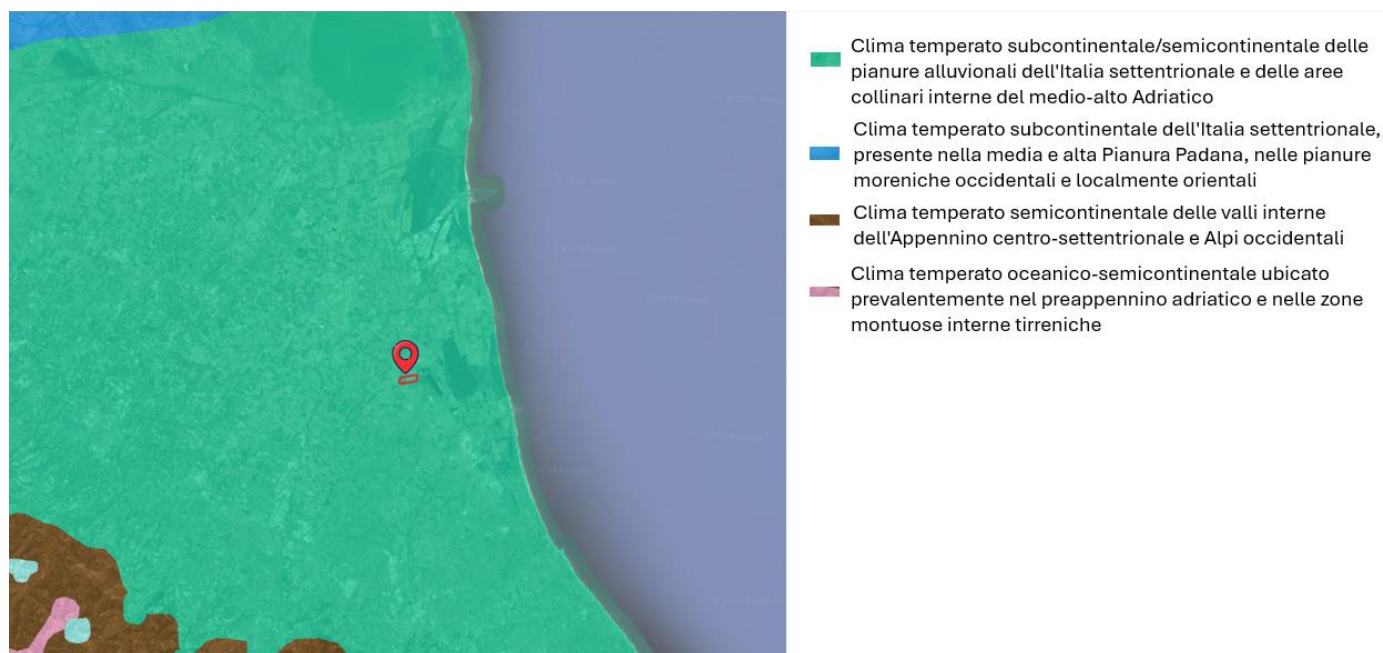 Clima temperato subcontinentale/semicontinentale delle
pianure alluvionali dell'Italia settentrionale e delle aree
collinari interne del medio-alto Adriatico
Clima temperato subcontinentale dell'Italia settentrionale,
presente nella media e alta Pianura Padana, nelle pianure
moreniche occidentali e localmente orientali
Clima temperato semicontinentale delle valli interne
dell'Appennino centro-settentrionale e Alpi occidentali
Clima temperato oceanico-semicontinentale ubicato
prevalentemente nel preappennino adriatico e nelle zone
montuose interne tirreniche